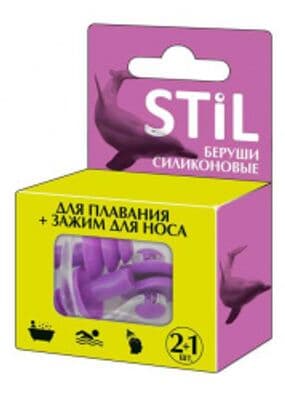 STiL
БЕРУШИ
СИЛИКОНОВЫЕ
ДЛЯ ПЛАВАНИЯ
+ ЗАЖИМ ДЛЯ НОСА
2+1
ШТ.